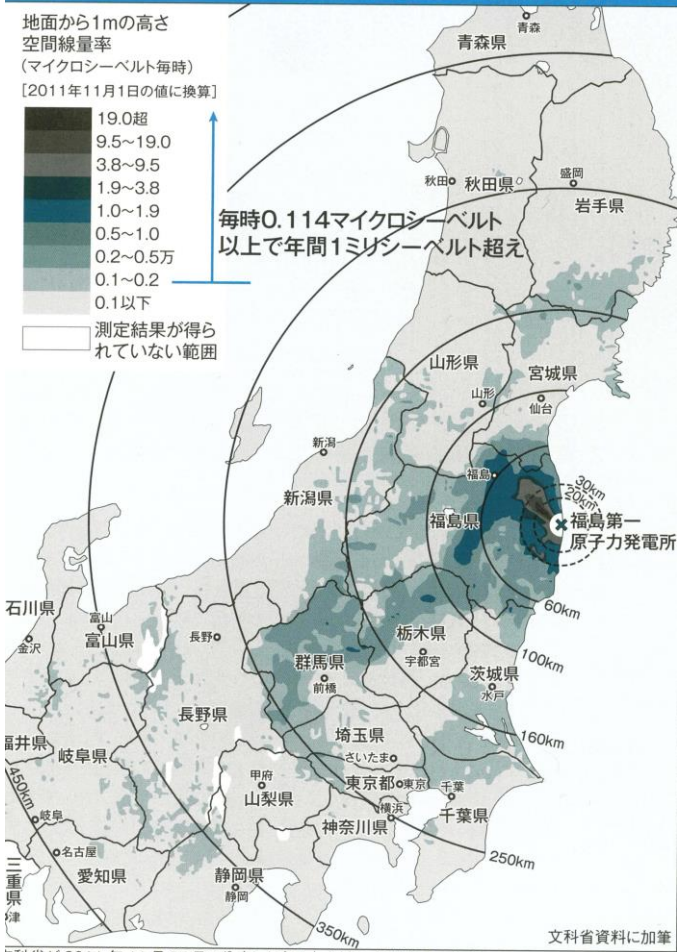 地面から1mの高さ
空間線量率
(マイクロシーベルト毎時)
[2011年11月1日の値に換算]
19.0超
9.5〜19.0
3.8〜9.5
1.9〜3.8
1.0〜1.9
0.5〜1.0
0.2〜0.5万
0.1〜0.2
0.1以下
測定結果が得ら
れていない範囲
毎時0.114マイクロシーベルト
以上で年間1ミリシーベルト超え
青森
青森県
秋田
秋田県
盛岡
岩手県
山形県
山形
宮城県
仙台
新潟
新潟県
福島
福島県
30km
20km
福島第一
原子力発電所
60km
100km
160km
250km
350km
450km
石川県
金沢
富山
富山県
長野
長野県
群馬県
前橋
栃木県
宇都宮
茨城県
水戸
福井県
岐阜県
岐阜
埼玉県
さいたま
東京都
東京
千葉
千葉県
甲府
山梨県
横浜
神奈川県
名古屋
愛知県
静岡県
静岡
三重県
津
文科省資料に加筆